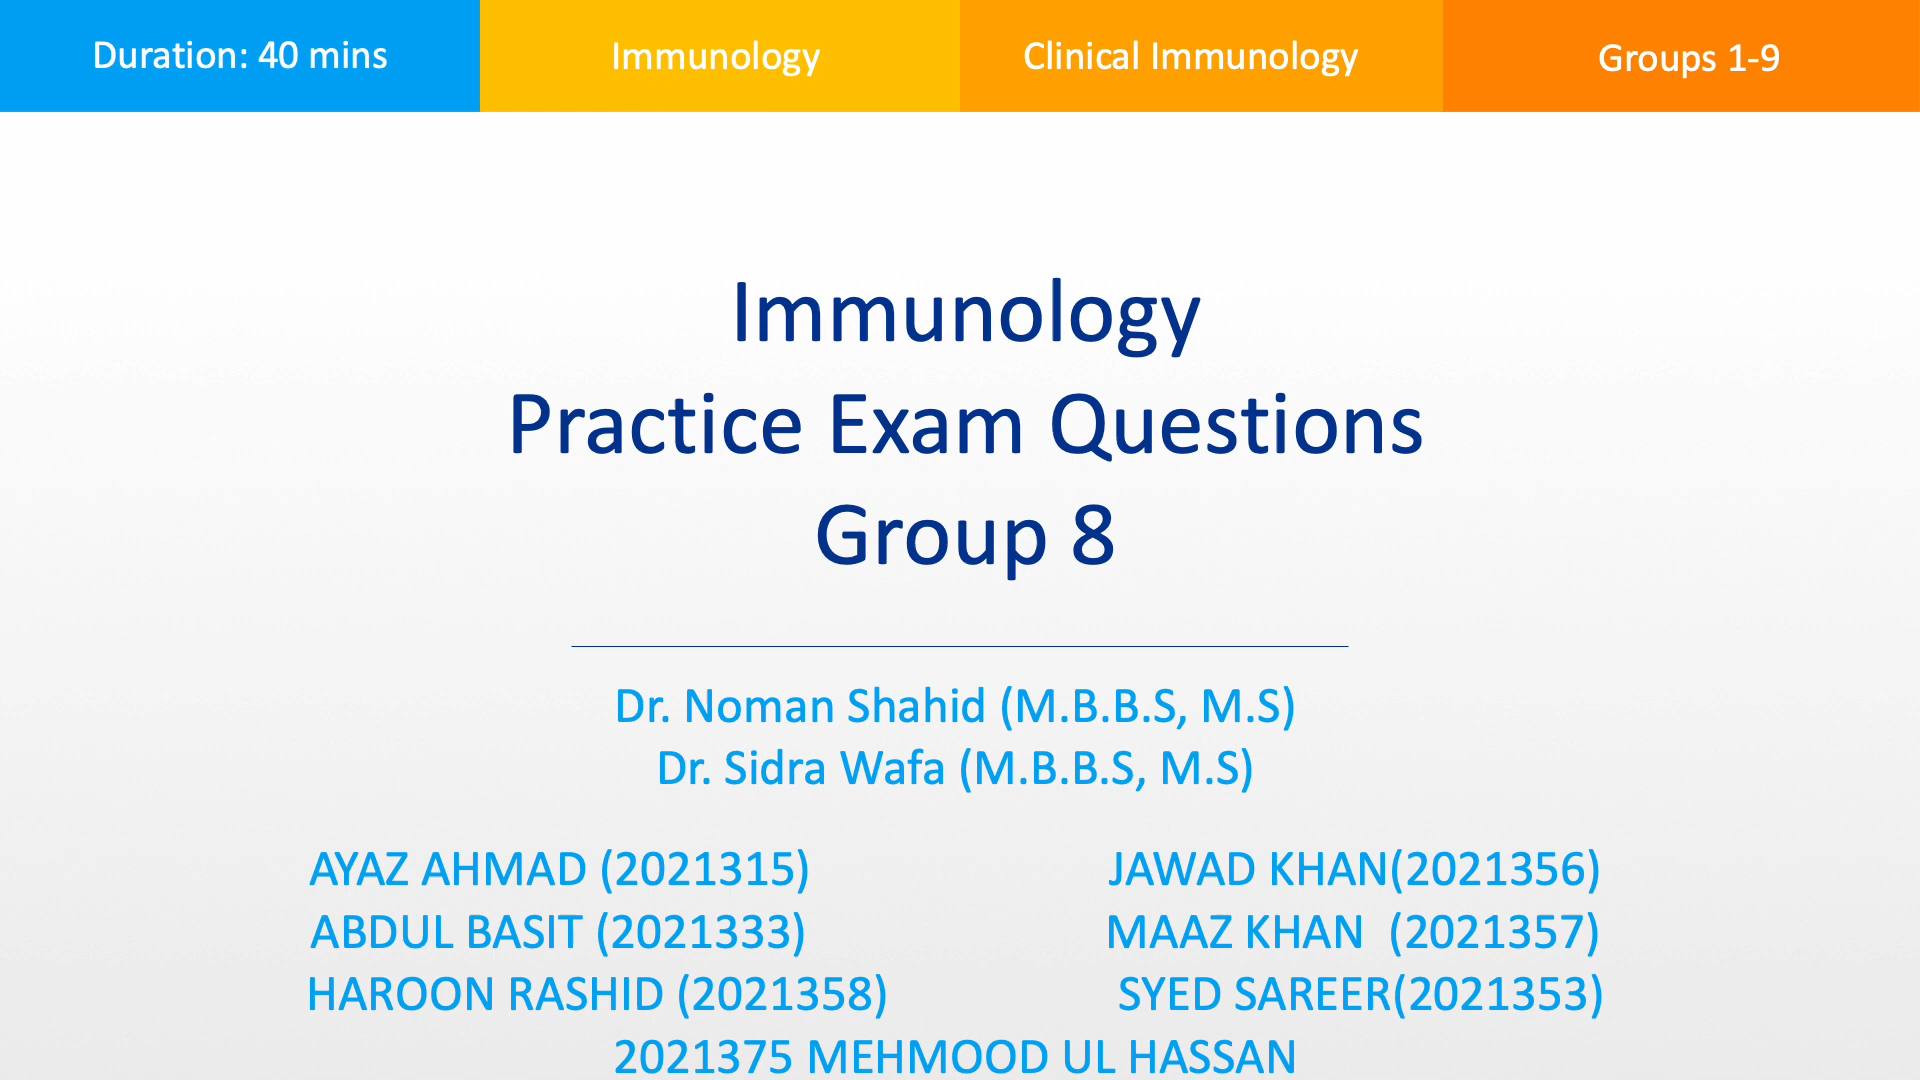 Duration: 40 mins
Immunology
Clinical Immunology
Groups 1-9
Immunology
Practice Exam Questions
Group 8
Dr. Noman Shahid (M.B.B.S, M.S)
Dr. Sidra Wafa (M.B.B.S, M.S)
AYAZ AHMAD (2021315) JAWAD KHAN(2021356)
ABDUL BASIT (2021333) MAAZ KHAN (2021357)
HAROON RASHID (2021358) SYED SAREER(2021353)
2021375 MEHMOOD UL HASSAN